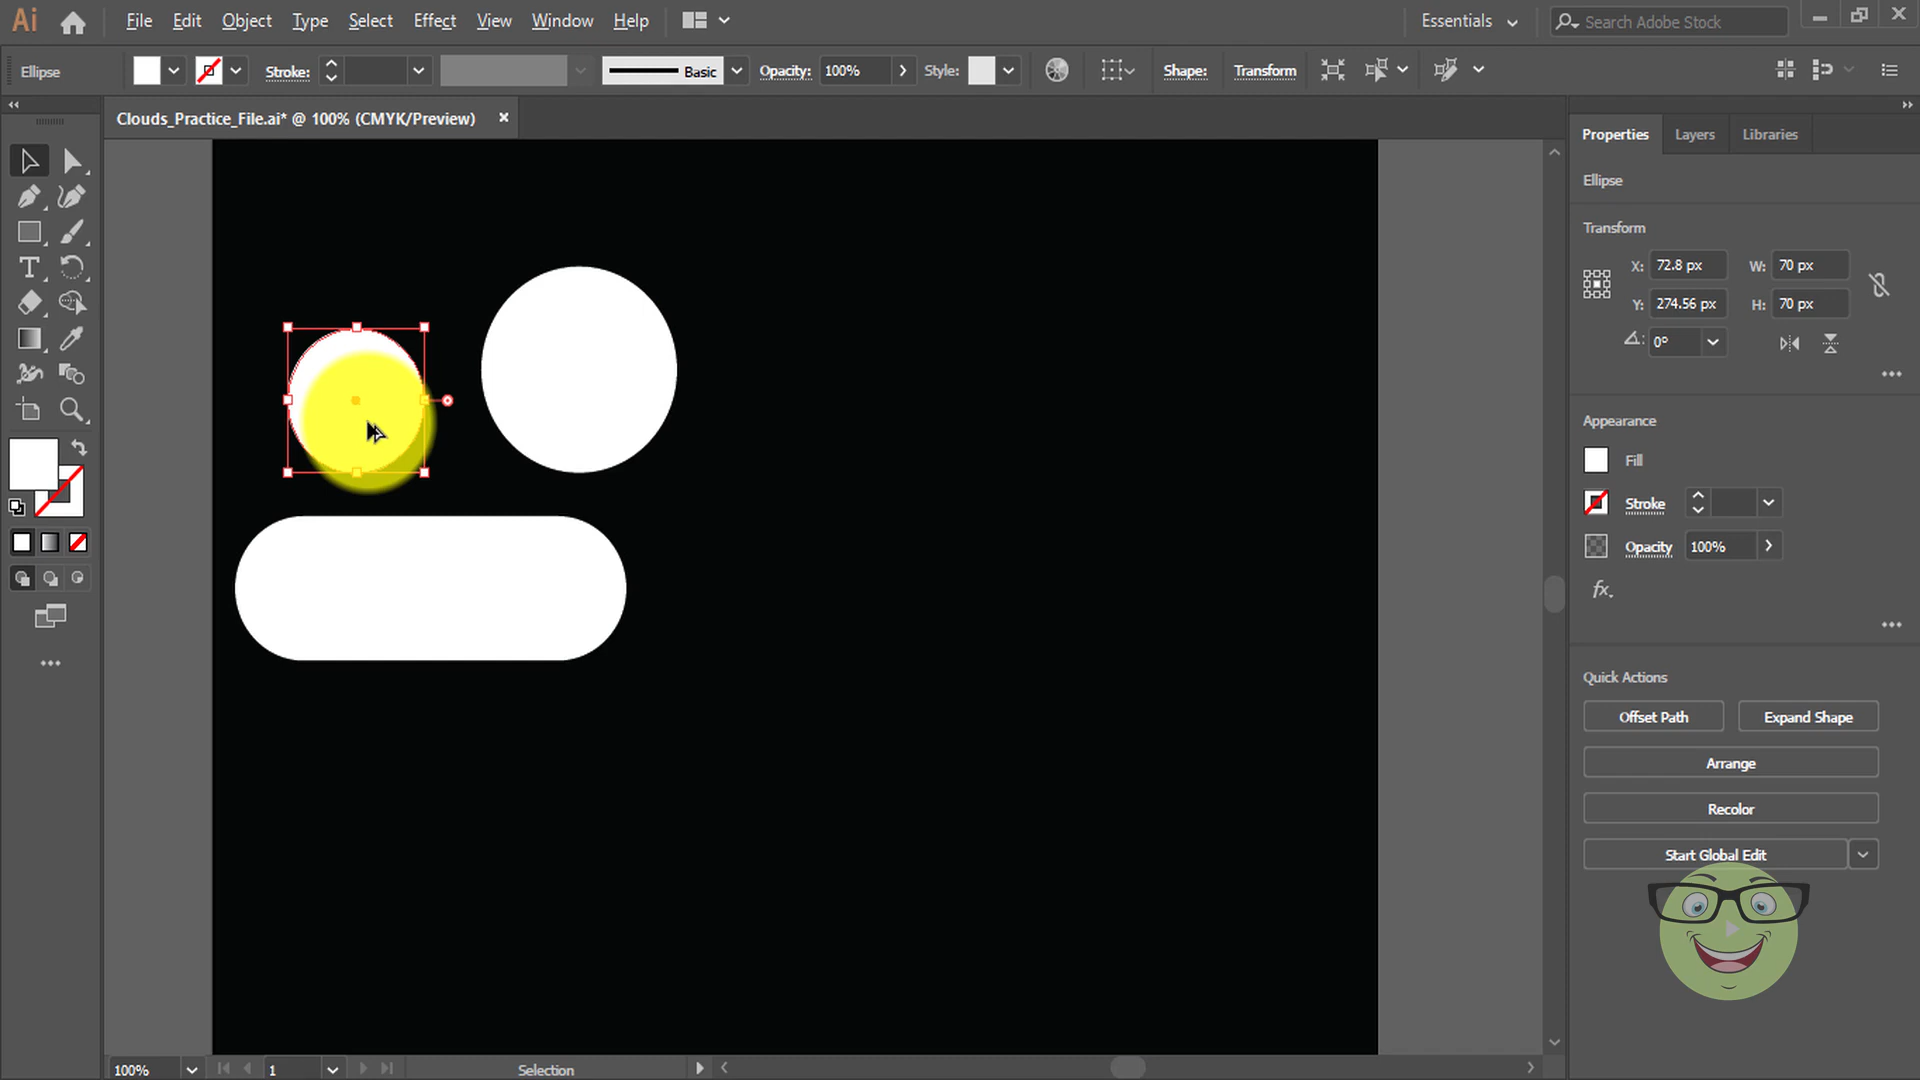 Ai File Edit Object Type Select Effect View Window Help Essentials Search Adobe Stock
Ellipse Stroke: Basic Opacity: 100% Style: Shape: Transform
Clouds_Practice_File.ai* @ 100% (CMYK/Preview) ×
Properties Layers Libraries
Ellipse
Transform
X: 72.8 px W: 70 px
Y: 274.56 px H: 70 px
0°
Appearance
Fill
Stroke
Opacity 100%
fx.
Quick Actions
Offset Path Expand Shape
Arrange
Recolor
Start Global Edit
100% 1 Selection